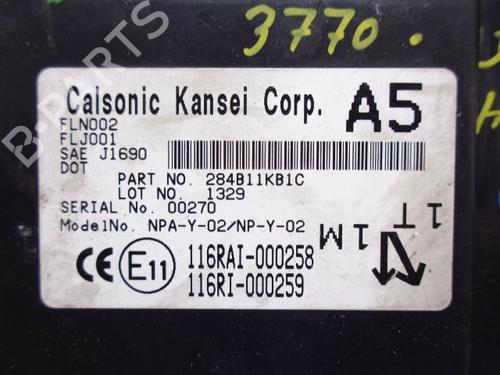 3770.
Calsonic Kansei Corp. A5
FLN002
FLJ001
SAE J1690
DOT
PART NO. 284B11KB1C
LOT NO. 1329
SERIAL No. 00270
ModelNo. NPA-Y-02/NP-Y-02
1M
1T
CE E11 116RAI-000258
116RI-000259
B-PARTS